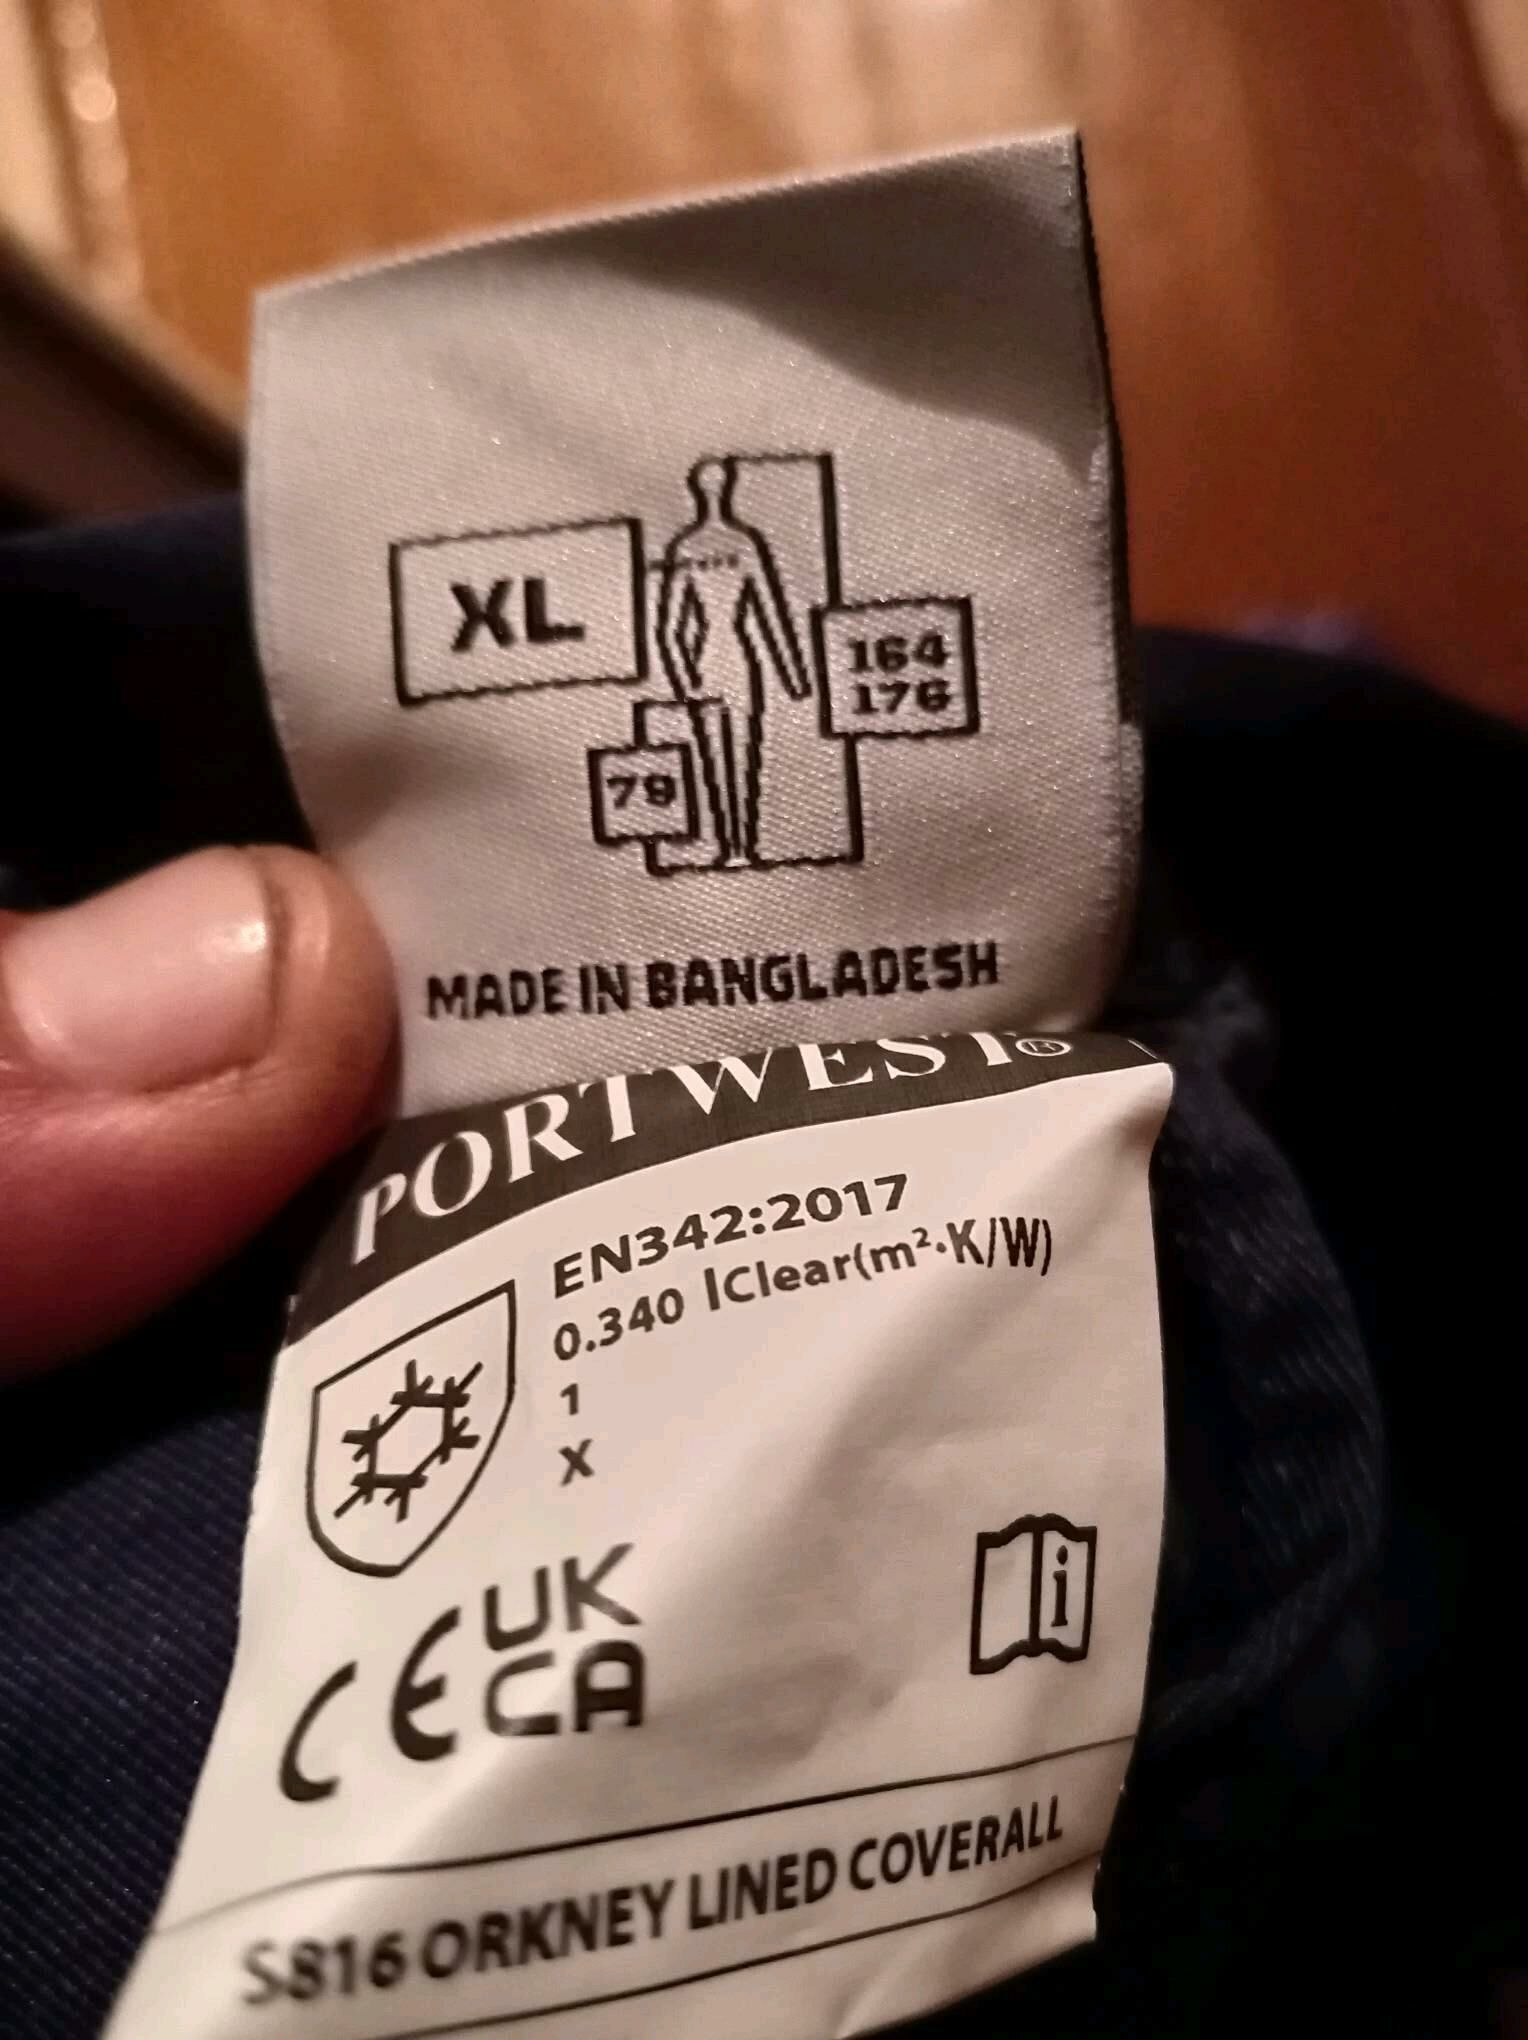 XL
164
176
79
MADE IN BANGLADESH
PORTWEST®
EN342:2017
0.340 IClear(m²·K/W)
1
X
CE
UK
CA
i
S816 ORKNEY LINED COVERALL